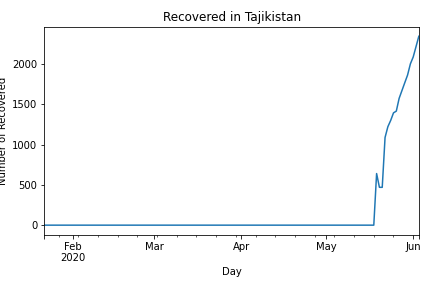 Recovered in Tajikistan
Number of Recovered
2000
1500
1000
500
0
Feb
2020
Mar
Apr
May
Jun
Day